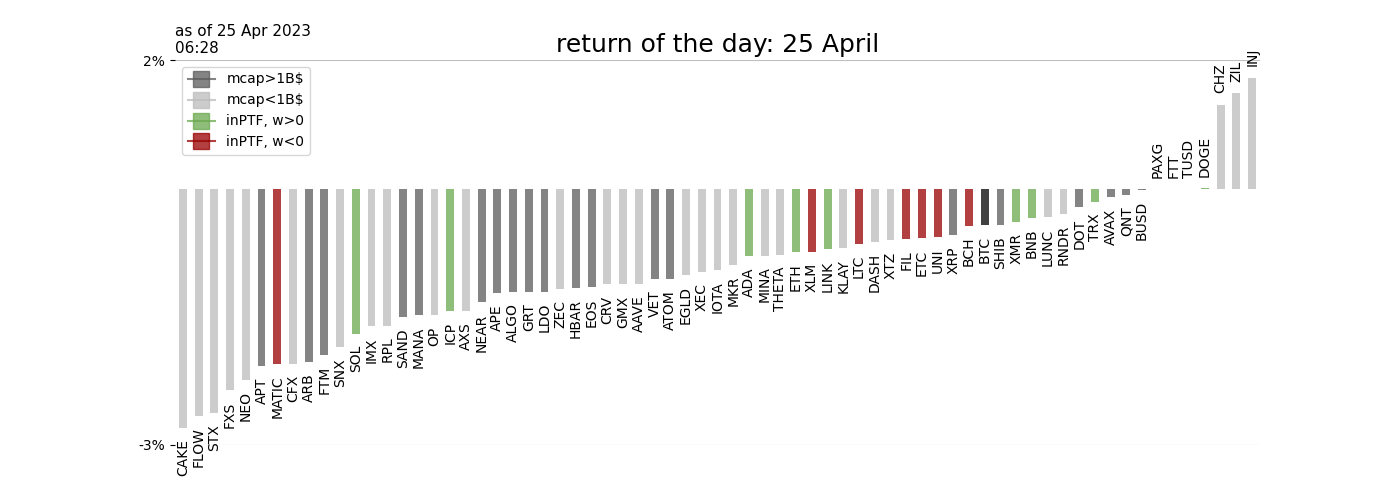 as of 25 Apr 2023
06:28
return of the day: 25 April
2%
mcap>1B$
mcap<1B$
inPTF, w>0
inPTF, w<0
-3%
CAKE
FLOW
STX
FXS
NEO
APT
MATIC
CFX
ARB
FTM
SNX
SOL
IMX
RPL
SAND
MANA
OP
ICP
AXS
NEAR
APE
ALGO
GRT
LDO
ZEC
HBAR
EOS
CRV
GMX
AAVE
VET
ATOM
EGLD
XEC
IOTA
MKR
ADA
MINA
THETA
ETH
XLM
LINK
KLAY
LTC
DASH
XTZ
FIL
ETC
UNI
XRP
BCH
BTC
SHIB
XMR
BNB
LUNC
RNDR
DOT
TRX
AVAX
QNT
BUSD
PAXG
FTT
TUSD
DOGE
CHZ
ZIL
INJ